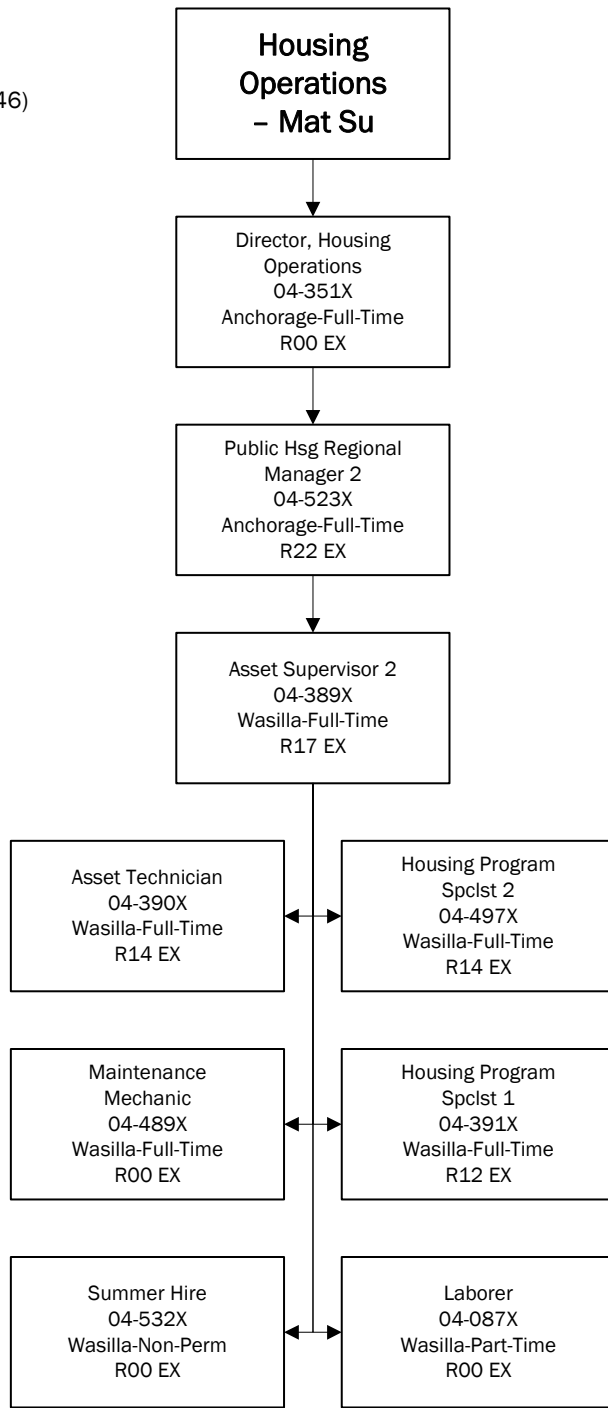 46)
Housing
Operations
– Mat Su
Director, Housing
Operations
04-351X
Anchorage-Full-Time
R00 EX
Public Hsg Regional
Manager 2
04-523X
Anchorage-Full-Time
R22 EX
Asset Supervisor 2
04-389X
Wasilla-Full-Time
R17 EX
Asset Technician
04-390X
Wasilla-Full-Time
R14 EX
Housing Program
Spclst 2
04-497X
Wasilla-Full-Time
R14 EX
Maintenance
Mechanic
04-489X
Wasilla-Full-Time
R00 EX
Housing Program
Spclst 1
04-391X
Wasilla-Full-Time
R12 EX
Summer Hire
04-532X
Wasilla-Non-Perm
R00 EX
Laborer
04-087X
Wasilla-Part-Time
R00 EX